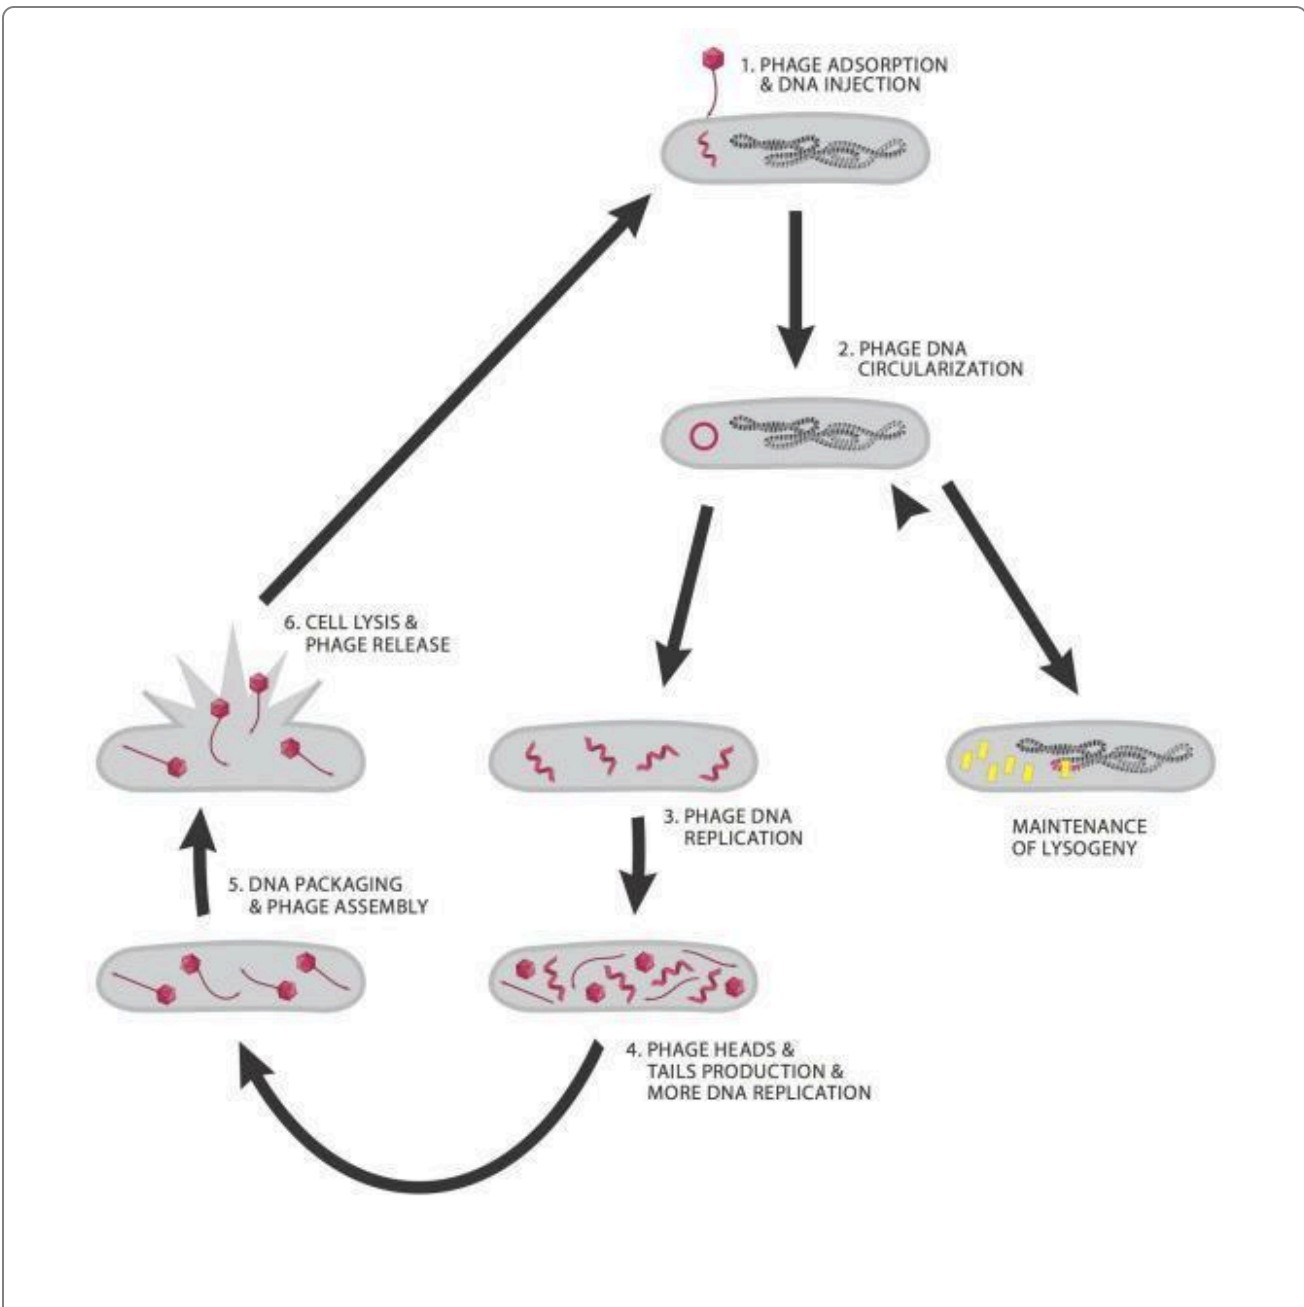 1. PHAGE ADSORPTION
& DNA INJECTION
2. PHAGE DNA
CIRCULARIZATION
6. CELL LYSIS &
PHAGE RELEASE
3. PHAGE DNA
REPLICATION
MAINTENANCE
OF LYSOGENY
5. DNA PACKAGING
& PHAGE ASSEMBLY
4. PHAGE HEADS &
TAILS PRODUCTION &
MORE DNA REPLICATION